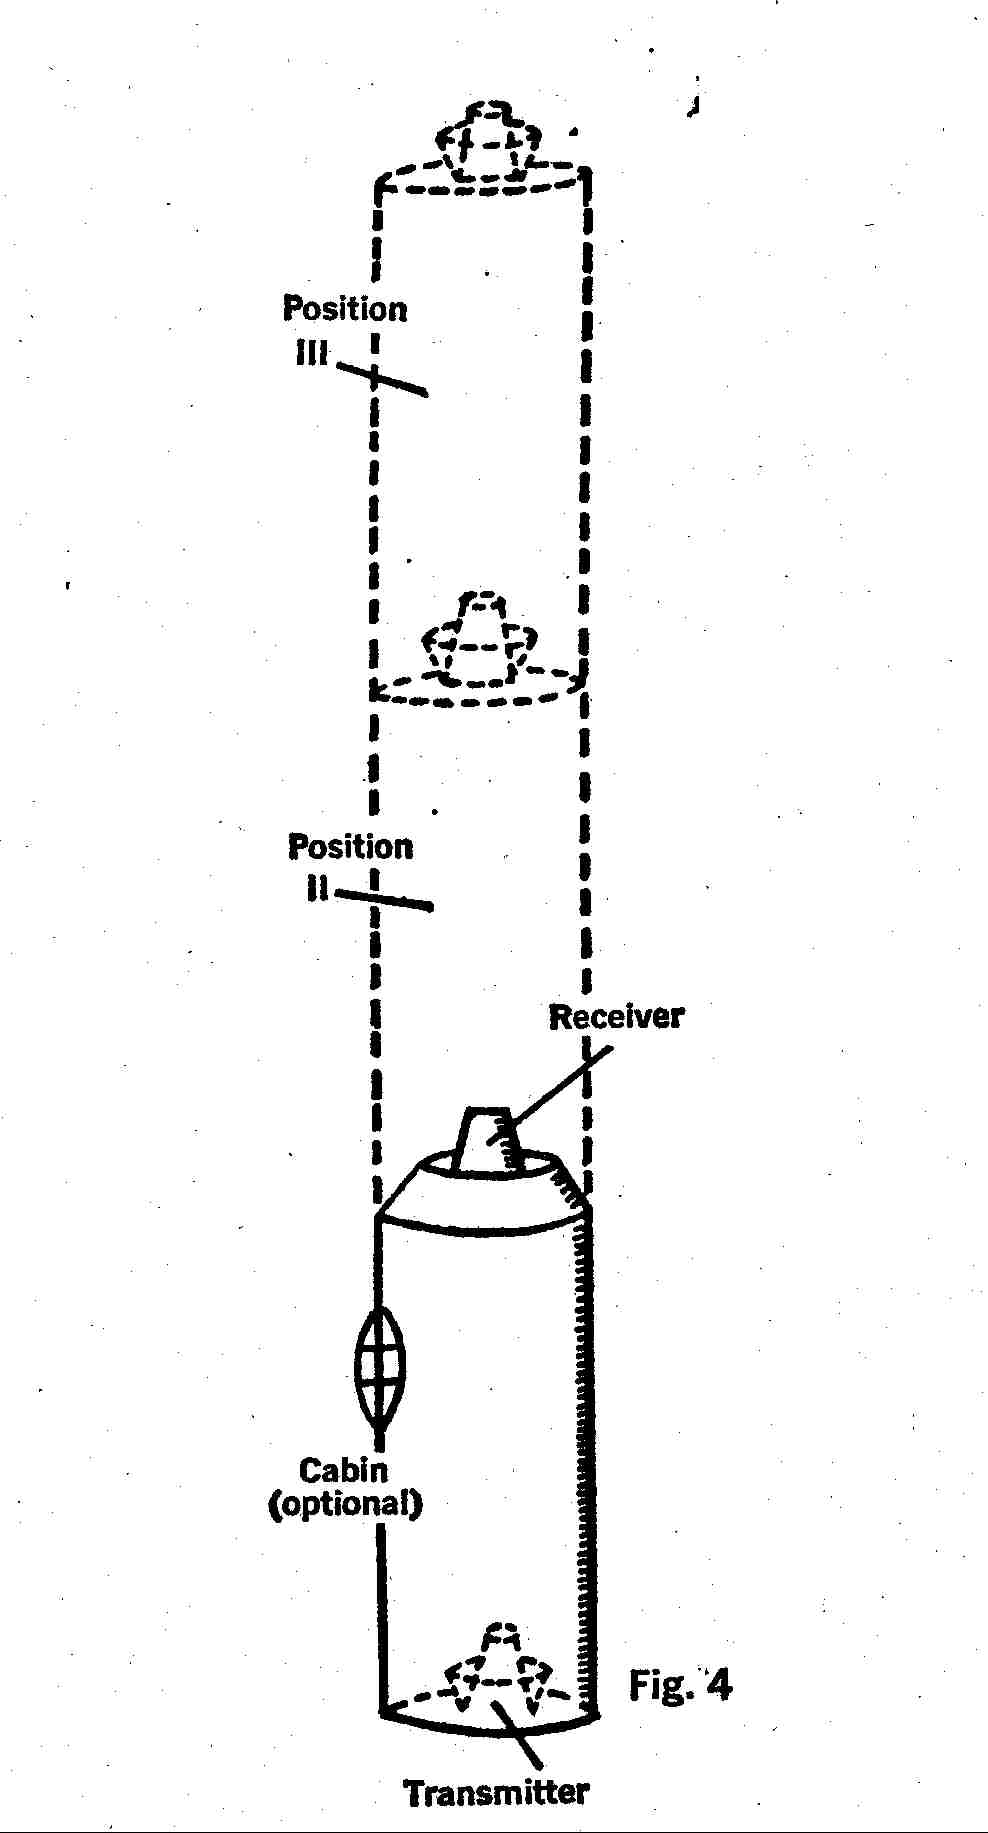 Position
III
Position
II
Receiver
Cabin
(optional)
Fig. 4
Transmitter